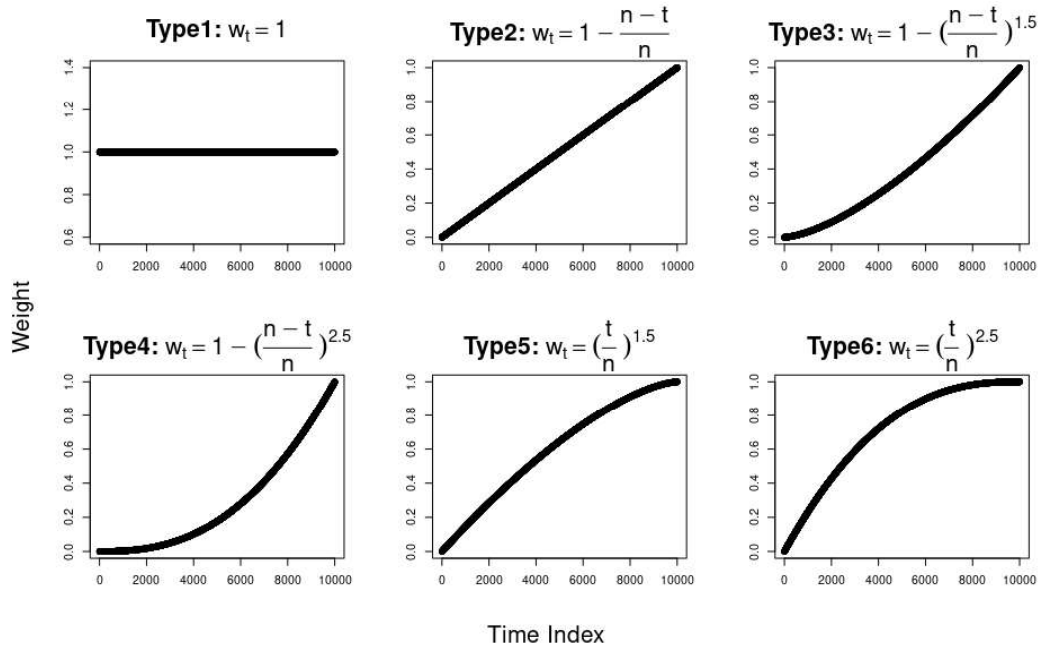 Type1: wₜ = 1
Type2: wₜ = 1 − (n − t)/n
Type3: wₜ = 1 − ((n − t)/n)^1.5
1.4
1.2
1.0
0.8
0.6
0 2000 4000 6000 8000 10000
1.0
0.8
0.6
0.4
0.2
0.0
0 2000 4000 6000 8000 10000
1.0
0.8
0.6
0.4
0.2
0.0
0 2000 4000 6000 8000 10000
Weight
Type4: wₜ = 1 − ((n − t)/n)^2.5
Type5: wₜ = (t/n)^1.5
Type6: wₜ = (t/n)^2.5
1.0
0.8
0.6
0.4
0.2
0.0
0 2000 4000 6000 8000 10000
1.0
0.8
0.6
0.4
0.2
0.0
0 2000 4000 6000 8000 10000
1.0
0.8
0.6
0.4
0.2
0.0
0 2000 4000 6000 8000 10000
Time Index